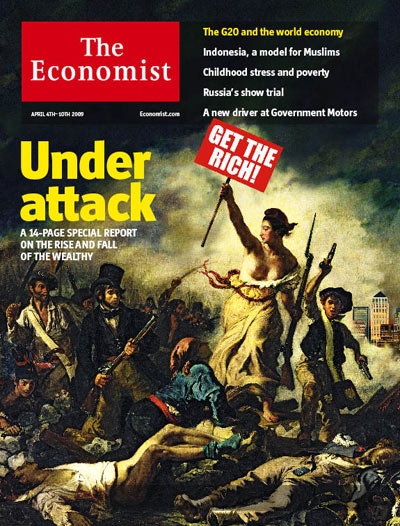 The
Economist
APRIL 4TH–10TH 2009
Economist.com
The G20 and the world economy
Indonesia, a model for Muslims
Childhood stress and poverty
Russia's show trial
A new driver at Government Motors
GET THE
RICH!
Under
attack
A 14-PAGE SPECIAL REPORT
ON THE RISE AND FALL
OF THE WEALTHY